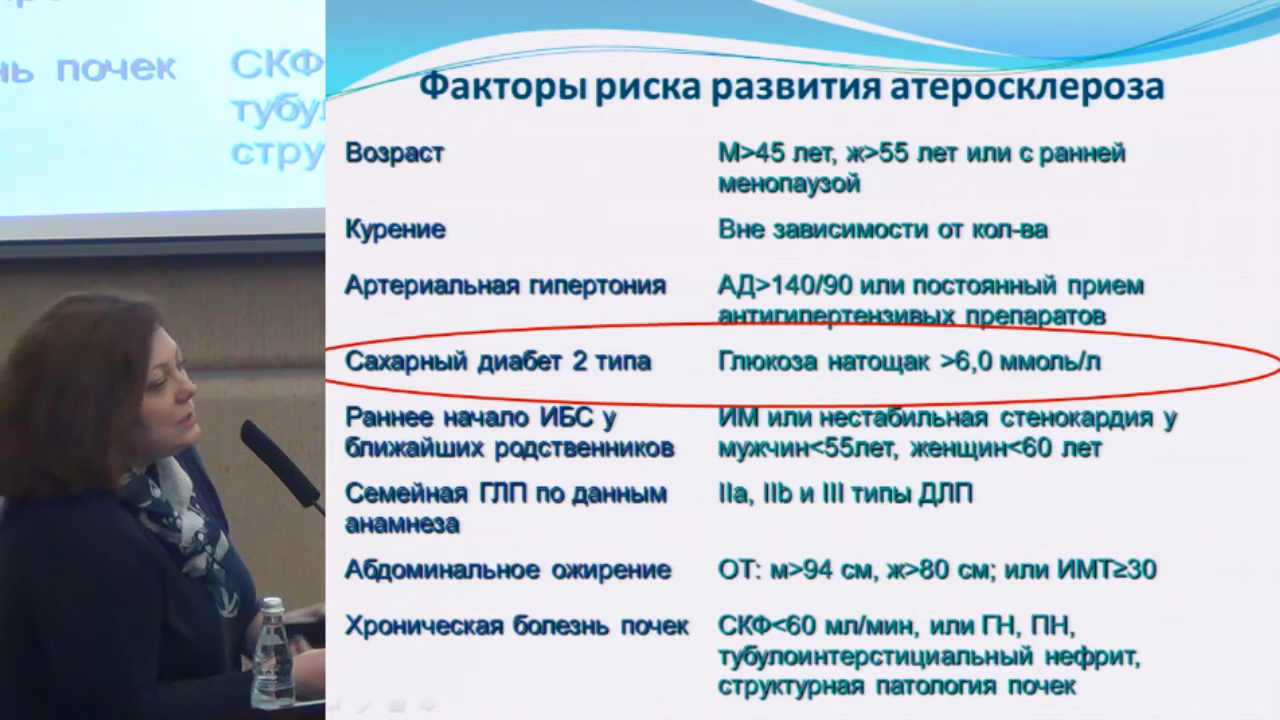 нь почек
СКФ
тубу
стру
Факторы риска развития атеросклероза
Возраст
М>45 лет, ж>55 лет или с ранней
менопаузой
Курение
Вне зависимости от кол-ва
Артериальная гипертония
АД>140/90 или постоянный прием
антигипертензивых препаратов
Сахарный диабет 2 типа
Глюкоза натощак >6,0 ммоль/л
Раннее начало ИБС у
ближайших родственников
ИМ или нестабильная стенокардия у
мужчин<55лет, женщин<60 лет
Семейная ГЛП по данным
анамнеза
IIa, IIb и III типы ДЛП
Абдоминальное ожирение
ОТ: м>94 см, ж>80 см; или ИМТ≥30
Хроническая болезнь почек
СКФ<60 мл/мин, или ГН, ПН,
тубулоинтерстициальный нефрит,
структурная патология почек